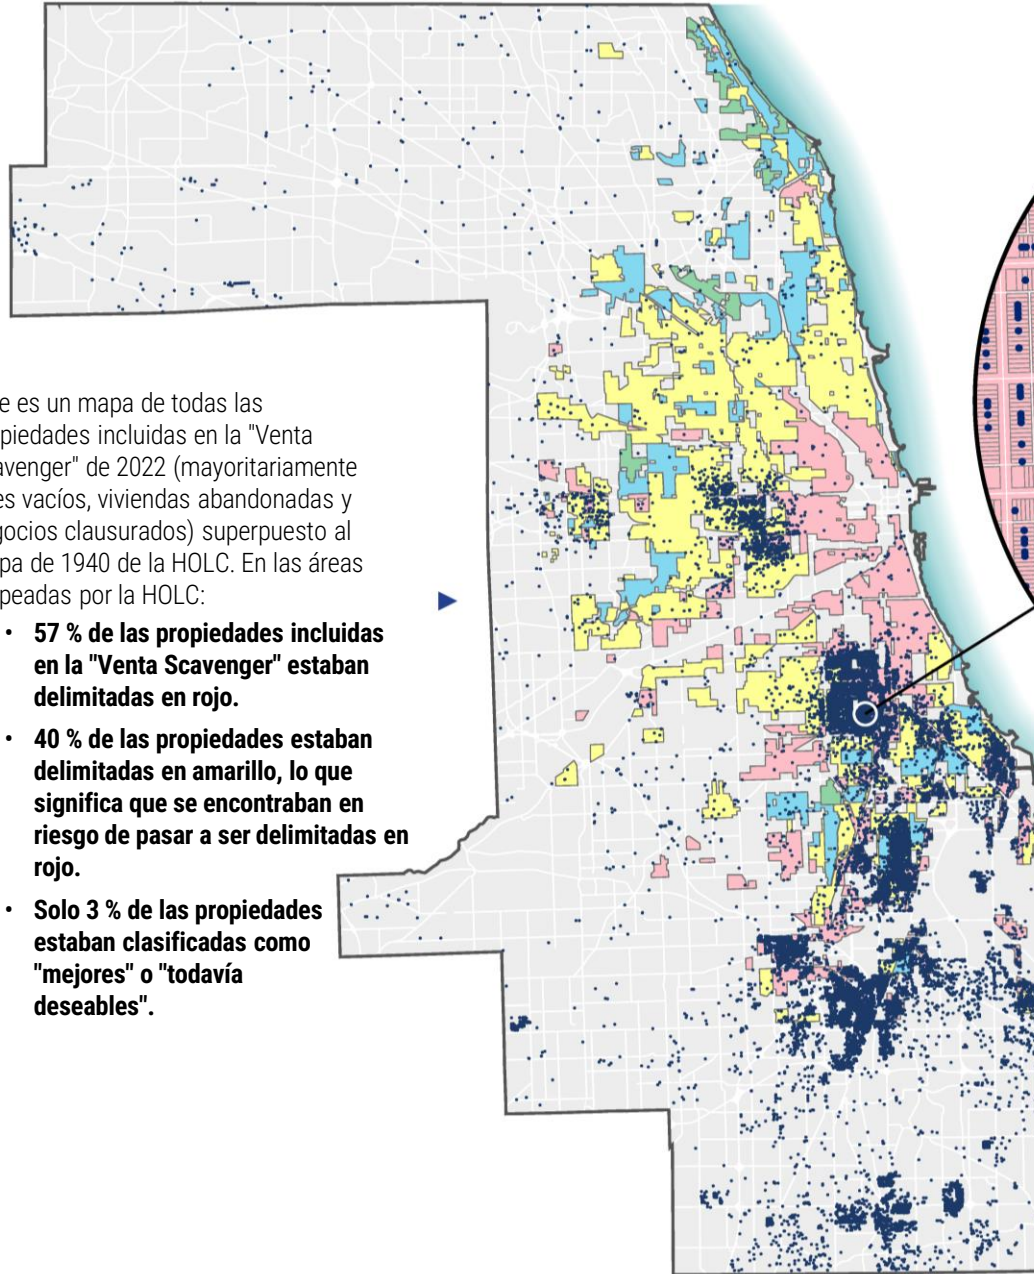 e es un mapa de todas las
piedades incluidas en la "Venta
avenger" de 2022 (mayoritariamente
es vacíos, viviendas abandonadas y
gocios clausurados) superpuesto al
pa de 1940 de la HOLC. En las áreas
peadas por la HOLC:
• 57 % de las propiedades incluidas
en la "Venta Scavenger" estaban
delimitadas en rojo.
• 40 % de las propiedades estaban
delimitadas en amarillo, lo que
significa que se encontraban en
riesgo de pasar a ser delimitadas en
rojo.
• Solo 3 % de las propiedades
estaban clasificadas como
"mejores" o "todavía
deseables".